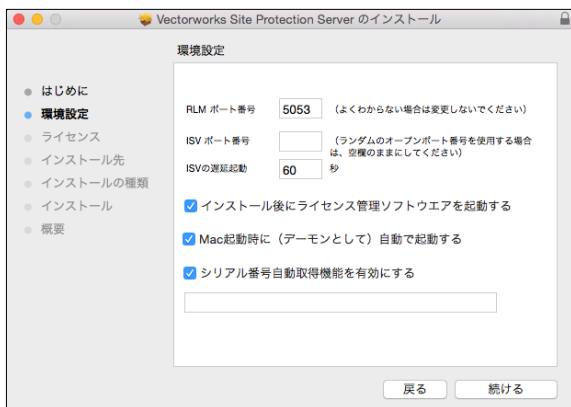 Vectorworks Site Protection Server のインストール
環境設定
はじめに
環境設定
ライセンス
インストール先
インストールの種類
インストール
概要
RLM ポート番号 5053 （よくわからない場合は変更しないでください）
ISV ポート番号 （ランダムのオープンポート番号を使用する場合
は、空欄のままにしてください）
ISVの遅延起動 60 秒
インストール後にライセンス管理ソフトウエアを起動する
Mac起動時に（デーモンとして）自動で起動する
シリアル番号自動取得機能を有効にする
戻る 続ける